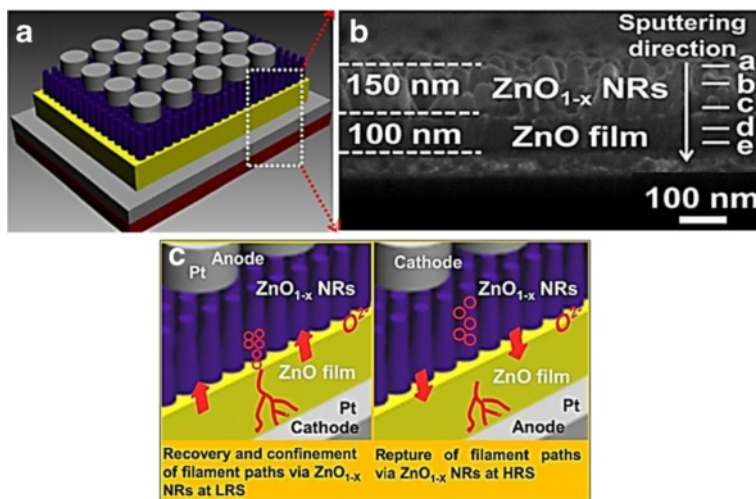 a
b
Sputtering
direction
150 nm
ZnO1-x NRs
100 nm
ZnO film
a
b
c
d
e
100 nm
c
Anode
Pt
ZnO1-x NRs
O2-
ZnO film
Pt
Cathode
Recovery and confinement
of filament paths via ZnO1-x
NRs at LRS
Cathode
ZnO1-x NRs
O2-
ZnO film
Pt
Anode
Repture of filament paths
via ZnO1-x NRs at HRS